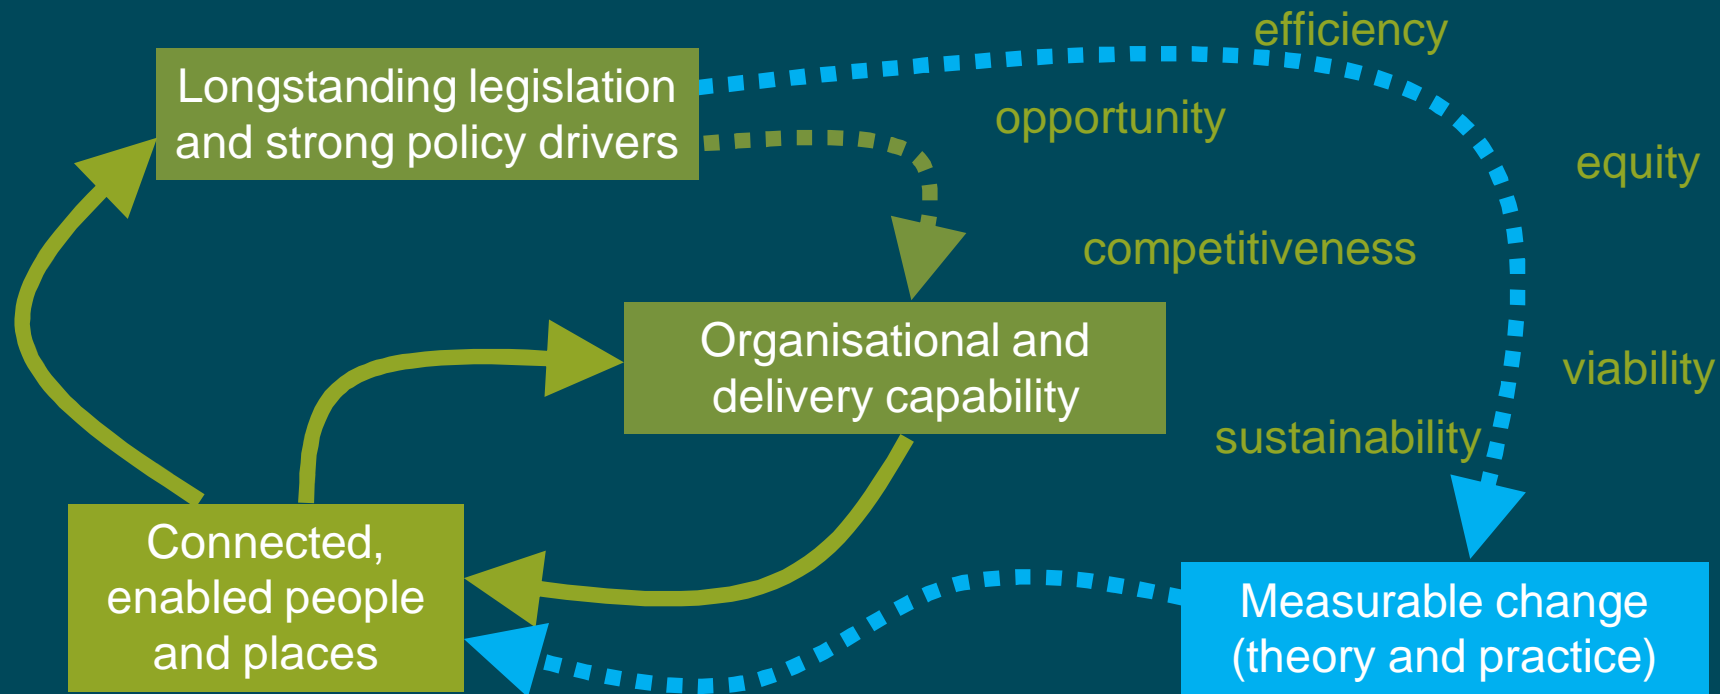 efficiency
Longstanding legislation
and strong policy drivers
opportunity
equity
competitiveness
Organisational and
delivery capability
viability
sustainability
Connected,
enabled people
and places
Measurable change
(theory and practice)